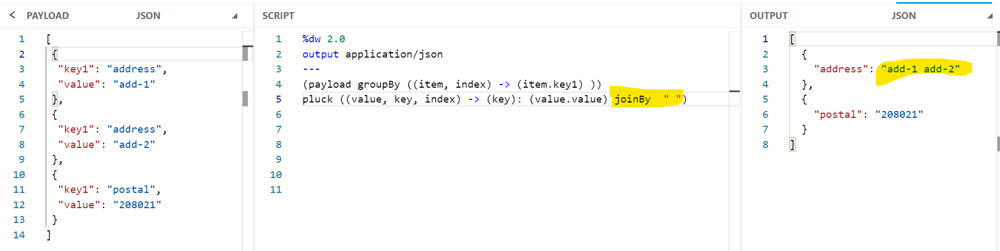 < PAYLOAD JSON
1 [
2 {
3 "key1": "address",
4 "value": "add-1"
5 },
6 {
7 "key1": "address",
8 "value": "add-2"
9 },
10 {
11 "key1": "postal",
12 "value": "208021"
13 }
14 ]
SCRIPT
1 %dw 2.0
2 output application/json
3 ---
4 (payload groupBy ((item, index) -> (item.key1) ))
5 pluck ((value, key, index) -> (key): (value.value) joinBy  " ")
6
7
8
9
10
11
OUTPUT JSON
1 [
2 {
3 "address": "add-1 add-2"
4 },
5 {
6 "postal": "208021"
7 }
8 ]